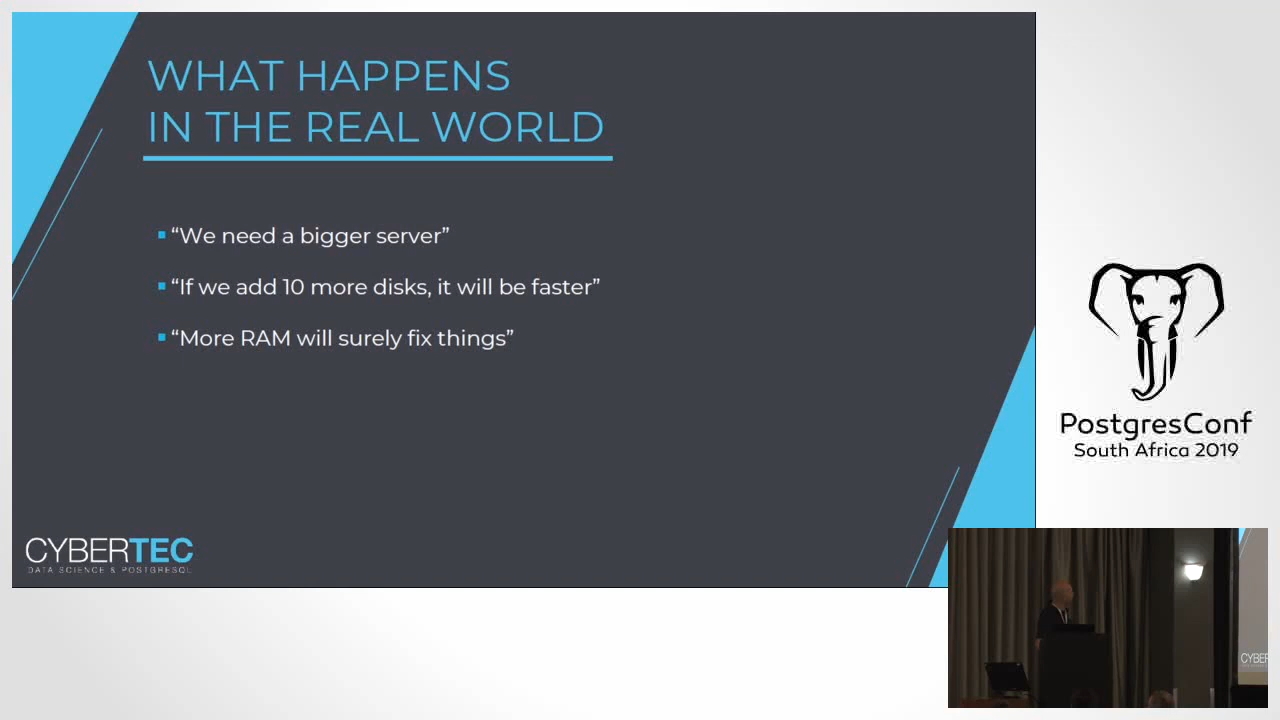 WHAT HAPPENS
IN THE REAL WORLD
“We need a bigger server”
“If we add 10 more disks, it will be faster”
“More RAM will surely fix things”
CYBERTEC
DATA SCIENCE & POSTGRESQL
PostgresConf
South Africa 2019
CYBER